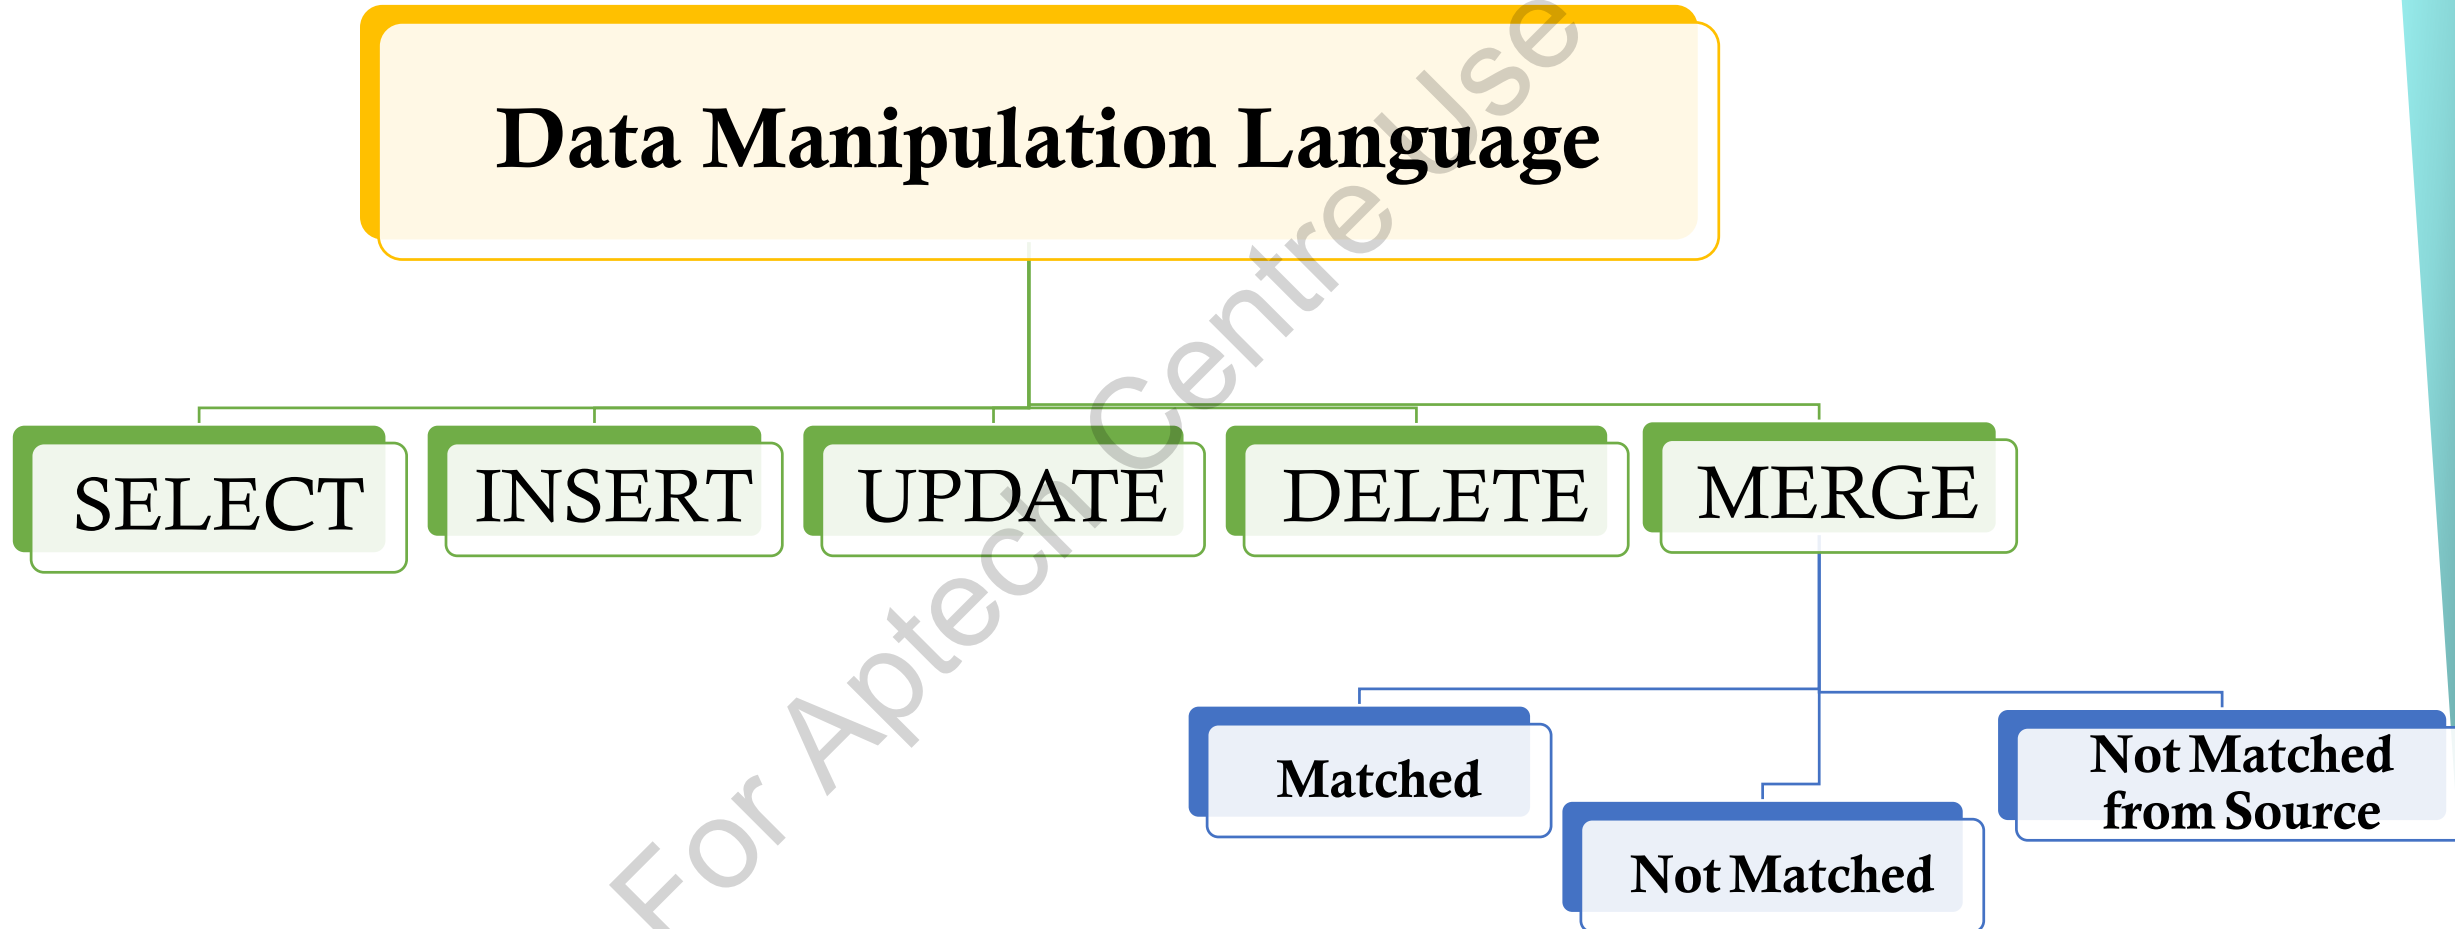 Data Manipulation Language
SELECT
INSERT
UPDATE
DELETE
MERGE
Matched
Not Matched
Not Matched
from Source
For Aptech Centre Use